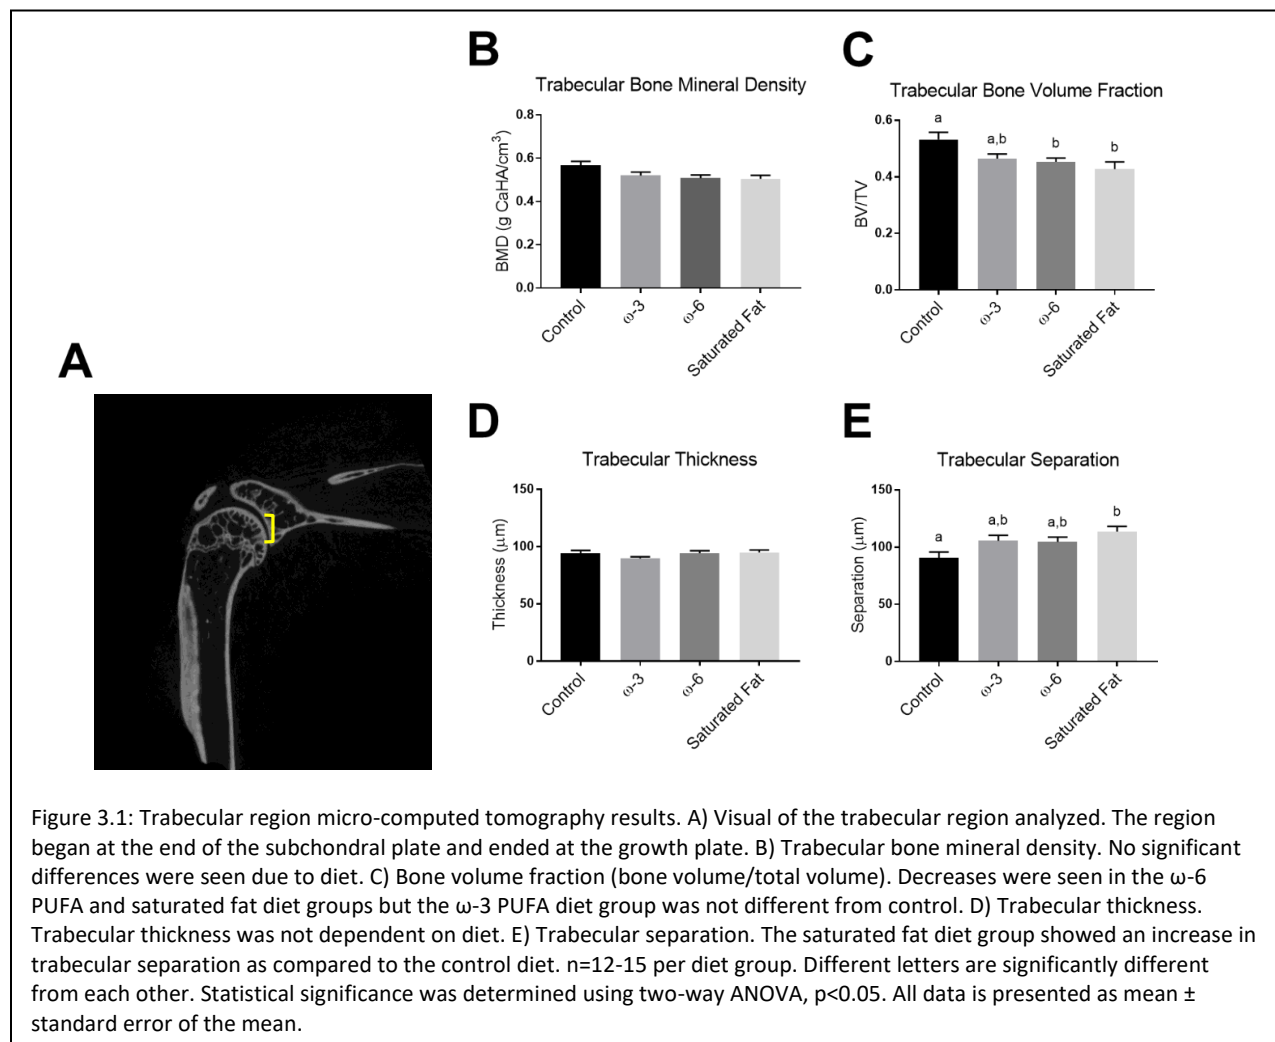 B
Trabecular Bone Mineral Density
BMD (g CaHA/cm³)
0.8
0.6
0.4
0.2
0.0
Control
ω-3
ω-6
Saturated Fat
C
Trabecular Bone Volume Fraction
BV/TV
0.6
0.4
0.2
0.0
a
a,b
b
b
Control
ω-3
ω-6
Saturated Fat
A
D
Trabecular Thickness
Thickness (μm)
150
100
50
0
Control
ω-3
ω-6
Saturated Fat
E
Trabecular Separation
Separation (μm)
150
100
50
0
a
a,b
a,b
b
Control
ω-3
ω-6
Saturated Fat
Figure 3.1: Trabecular region micro-computed tomography results. A) Visual of the trabecular region analyzed. The region
began at the end of the subchondral plate and ended at the growth plate. B) Trabecular bone mineral density. No significant
differences were seen due to diet. C) Bone volume fraction (bone volume/total volume). Decreases were seen in the ω-6
PUFA and saturated fat diet groups but the ω-3 PUFA diet group was not different from control. D) Trabecular thickness.
Trabecular thickness was not dependent on diet. E) Trabecular separation. The saturated fat diet group showed an increase in
trabecular separation as compared to the control diet. n=12-15 per diet group. Different letters are significantly different
from each other. Statistical significance was determined using two-way ANOVA, p<0.05. All data is presented as mean ±
standard error of the mean.